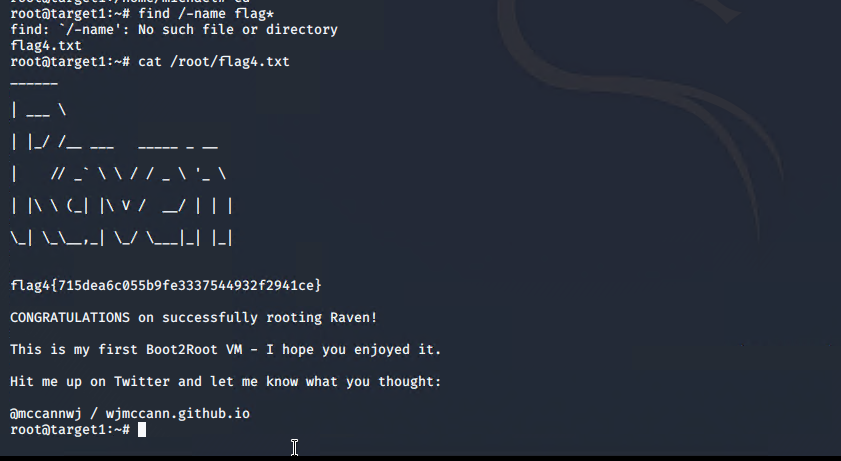 root@target1:~# find /-name flag*
find: `/-name': No such file or directory
flag4.txt
root@target1:~# cat /root/flag4.txt
______
| ___ \
| |_/ /__ ___   _____ _ __
|    // _` \ \ / / _ \ '_ \
| |\ \ (_| |\ V /  __/ | | |
\_| \_\__,_| \_/ \___|_| |_|
flag4{715dea6c055b9fe3337544932f2941ce}
CONGRATULATIONS on successfully rooting Raven!
This is my first Boot2Root VM - I hope you enjoyed it.
Hit me up on Twitter and let me know what you thought:
@mccannwj / wjmccann.github.io
root@target1:~#